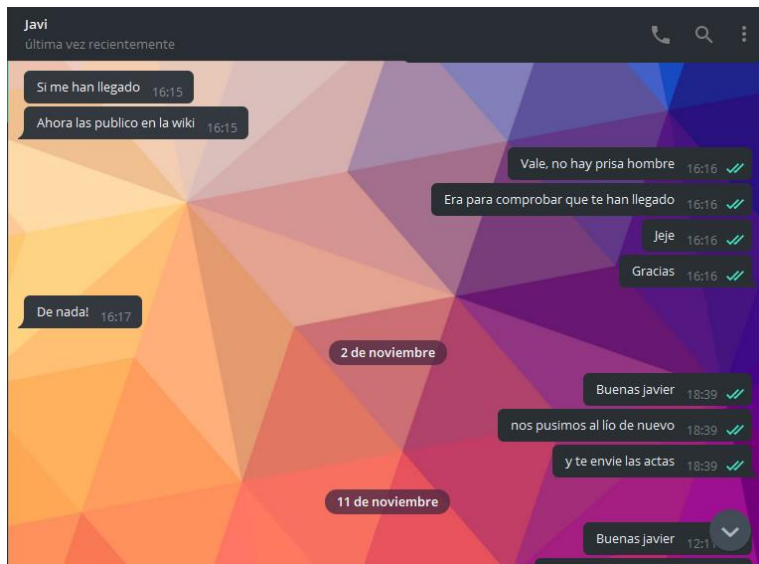 Javi
última vez recientemente
Si me han llegado 16:15
Ahora las publico en la wiki 16:15
Vale, no hay prisa hombre 16:16
Era para comprobar que te han llegado 16:16
Jeje 16:16
Gracias 16:16
De nada! 16:17
2 de noviembre
Buenas javier 18:39
nos pusimos al lío de nuevo 18:39
y te envie las actas 18:39
11 de noviembre
Buenas javier